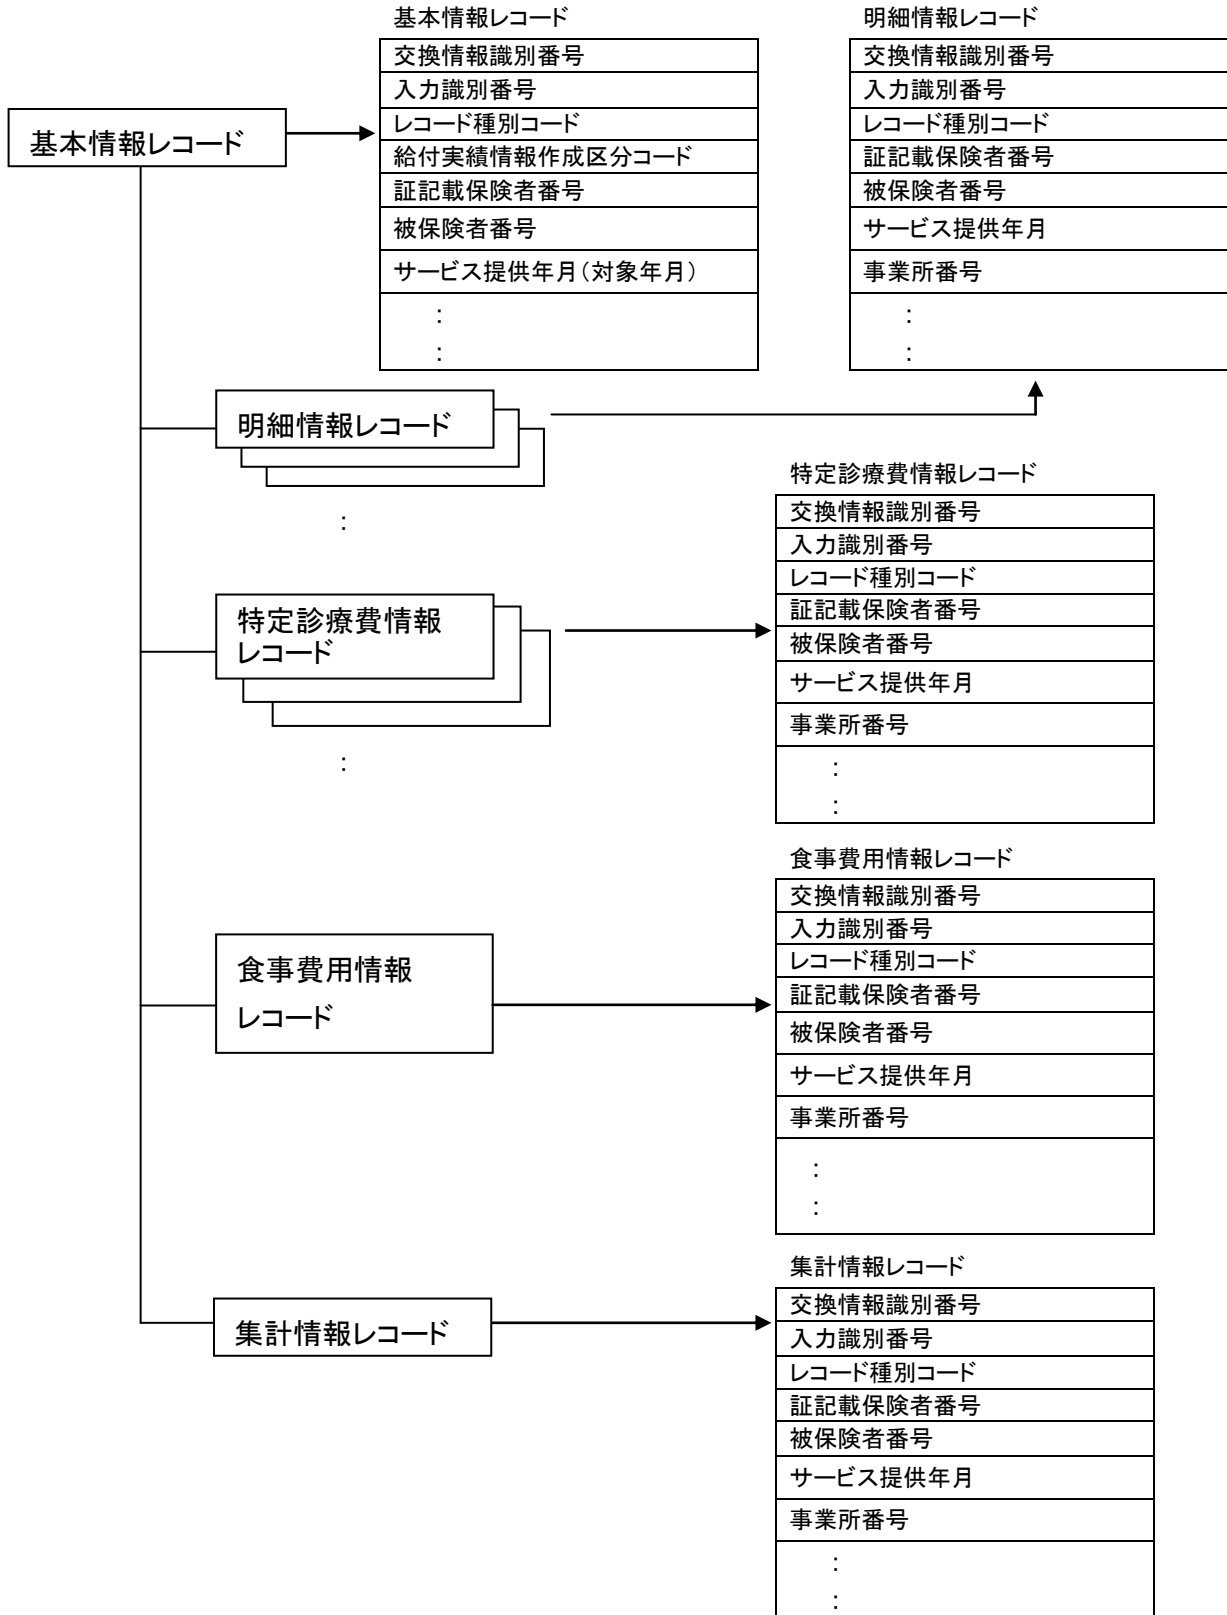 基本情報レコード
交換情報識別番号
入力識別番号
レコード種別コード
給付実績情報作成区分コード
証記載保険者番号
被保険者番号
サービス提供年月(対象年月)
:
:
明細情報レコード
交換情報識別番号
入力識別番号
レコード種別コード
証記載保険者番号
被保険者番号
サービス提供年月
事業所番号
:
:
基本情報レコード
明細情報レコード
:
特定診療費情報レコード
交換情報識別番号
入力識別番号
レコード種別コード
証記載保険者番号
被保険者番号
サービス提供年月
事業所番号
:
:
特定診療費情報
レコード
:
食事費用情報レコード
交換情報識別番号
入力識別番号
レコード種別コード
証記載保険者番号
被保険者番号
サービス提供年月
事業所番号
:
:
食事費用情報
レコード
集計情報レコード
交換情報識別番号
入力識別番号
レコード種別コード
証記載保険者番号
被保険者番号
サービス提供年月
事業所番号
:
:
集計情報レコード